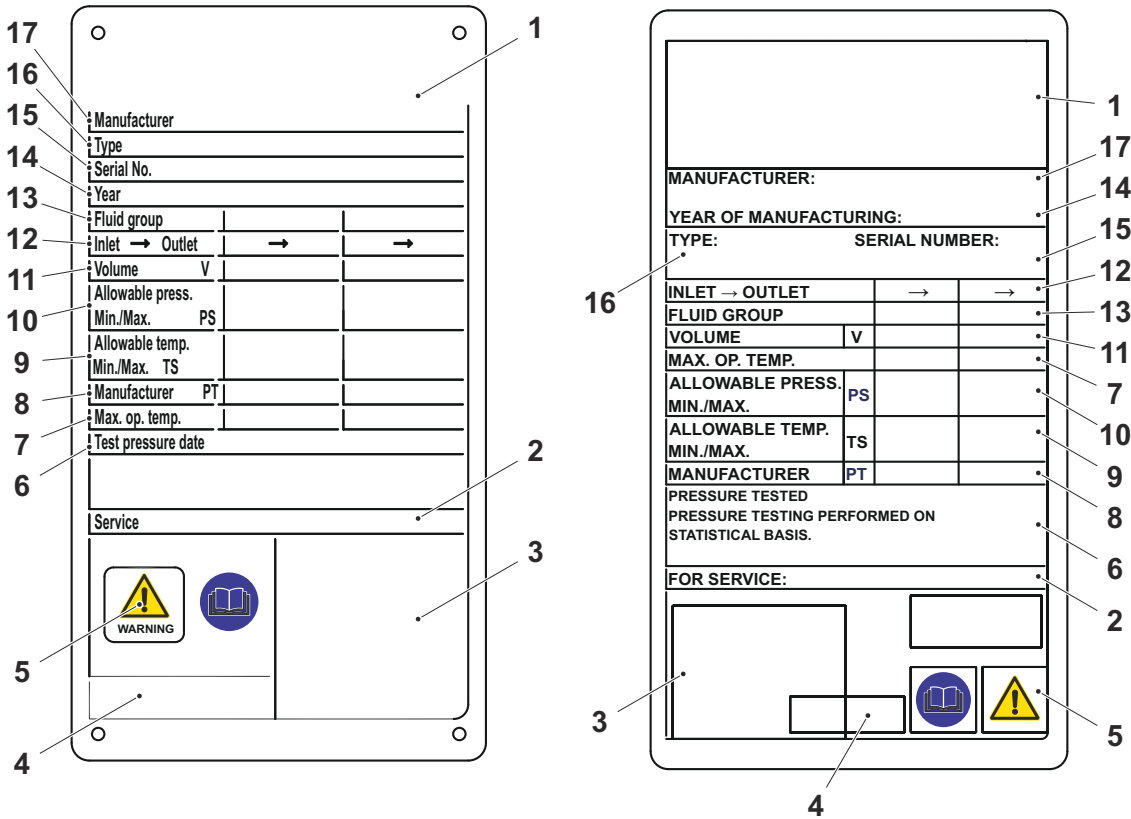 17
16
15
14
13
12
11
10
9
8
7
6
5
4
1
2
3
Manufacturer
Type
Serial No.
Year
Fluid group
Inlet → Outlet → →
Volume V
Allowable press.
Min./Max. PS
Allowable temp.
Min./Max. TS
Manufacturer PT
Max. op. temp.
Test pressure date
Service
WARNING
MANUFACTURER:
YEAR OF MANUFACTURING:
TYPE: SERIAL NUMBER:
INLET → OUTLET → →
FLUID GROUP
VOLUME V
MAX. OP. TEMP.
ALLOWABLE PRESS.
MIN./MAX. PS
ALLOWABLE TEMP.
MIN./MAX. TS
MANUFACTURER PT
PRESSURE TESTED
PRESSURE TESTING PERFORMED ON
STATISTICAL BASIS.
FOR SERVICE:
16
3
4
1
17
14
15
12
13
11
7
10
9
8
6
2
5